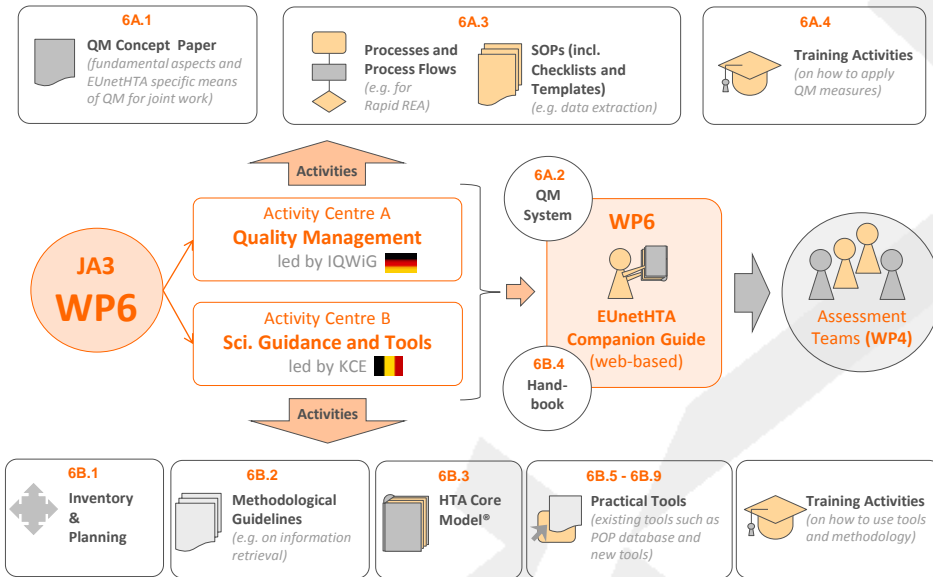 6A.1
QM Concept Paper
(fundamental aspects and
EUnetHTA specific means
of QM for joint work)
6A.3
Processes and
Process Flows
(e.g. for
Rapid REA)
SOPs (incl.
Checklists and
Templates)
(e.g. data extraction)
6A.4
Training Activities
(on how to apply
QM measures)
Activities
JA3
WP6
Activity Centre A
Quality Management
led by IQWiG
Activity Centre B
Sci. Guidance and Tools
led by KCE
6A.2
QM
System
WP6
EUnetHTA
Companion Guide
(web-based)
6B.4
Hand-
book
Assessment
Teams (WP4)
Activities
6B.1
Inventory
&
Planning
6B.2
Methodological
Guidelines
(e.g. on information
retrieval)
6B.3
HTA Core
Model®
6B.5 - 6B.9
Practical Tools
(existing tools such as
POP database and
new tools)
Training Activities
(on how to use tools
and methodology)